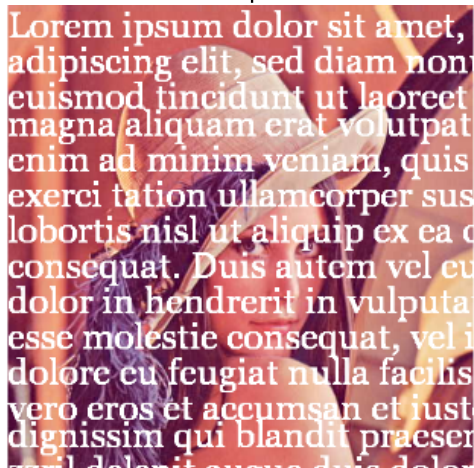 Lorem ipsum dolor sit amet,
adipiscing elit, sed diam non
euismod tincidunt ut laoreet
magna aliquam erat volutpat
enim ad minim veniam, quis
exerci tation ullamcorper sus
lobortis nisl ut aliquip ex ea
consequat. Duis autem vel eu
dolor in hendrerit in vulputa
esse molestie consequat, vel
dolore eu feugiat nulla facilis
vero eros et accumsan et iust
dignissim qui blandit praesen